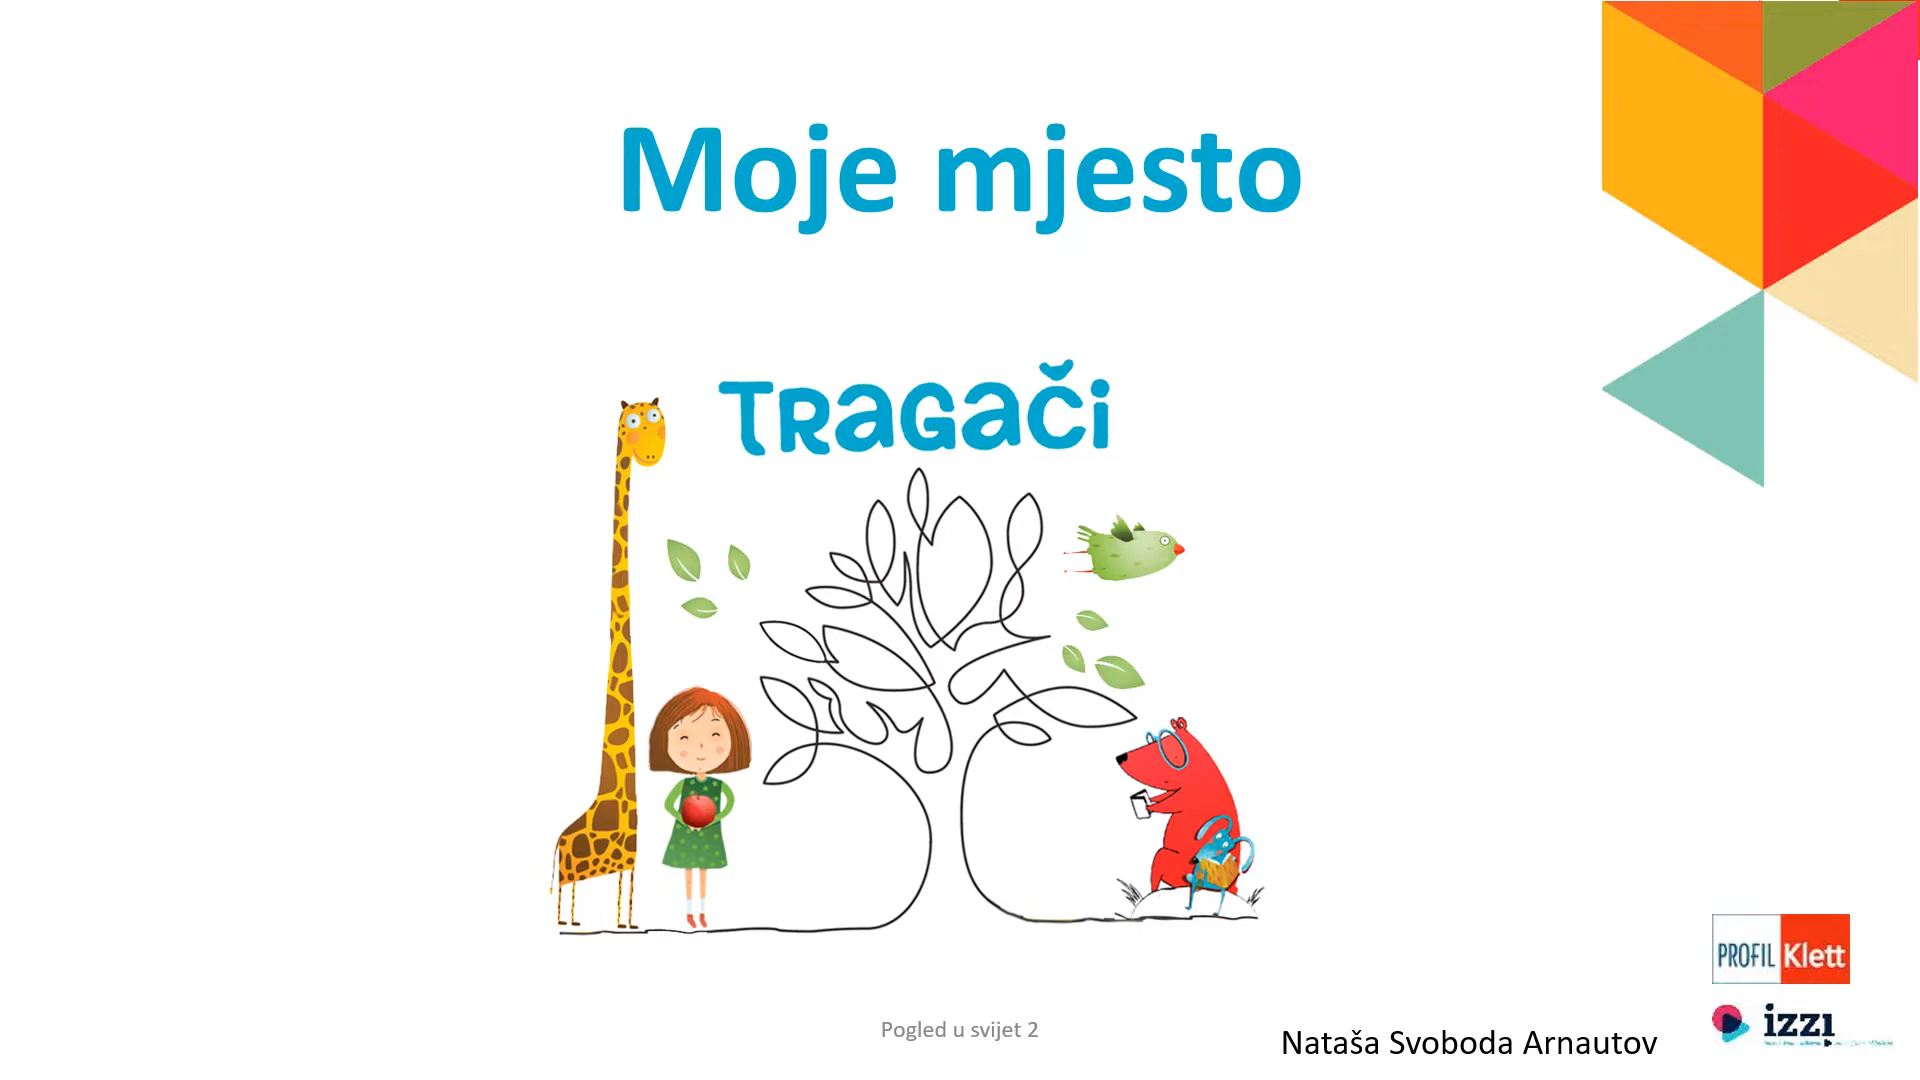 Moje mjesto
TRAGAČI
PROFIL Klett
izzi
Pogled u svijet 2
Nataša Svoboda Arnautov